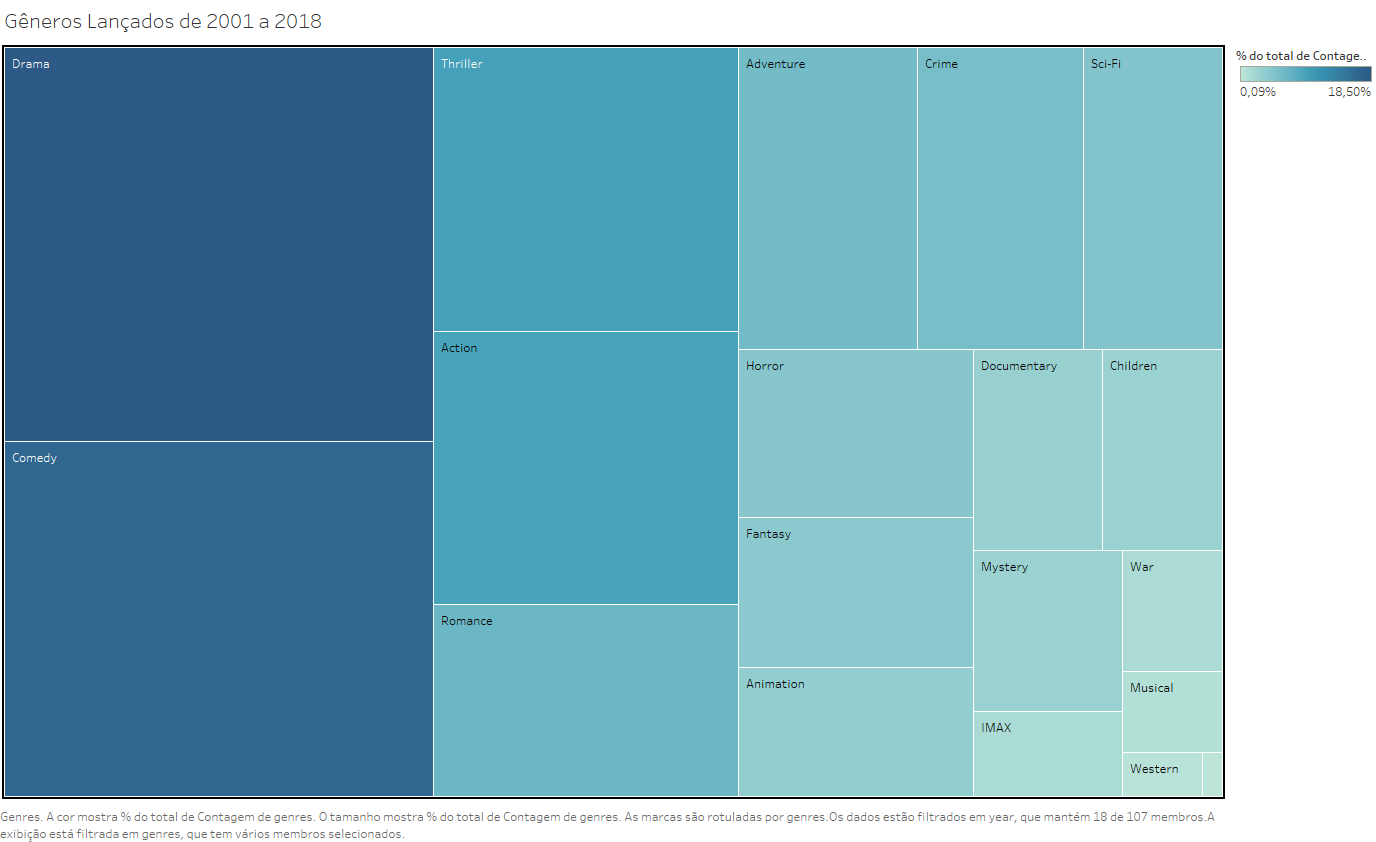 Gêneros Lançados de 2001 a 2018
Drama
Thriller
Adventure
Crime
Sci-Fi
% do total de Contage..
0,09%
18,50%
Action
Horror
Documentary
Children
Comedy
Fantasy
Mystery
War
Romance
Animation
Musical
IMAX
Western
Genres. A cor mostra % do total de Contagem de genres. O tamanho mostra % do total de Contagem de genres. As marcas são rotuladas por genres.Os dados estão filtrados em year, que mantém 18 de 107 membros.A
exibição está filtrada em genres, que tem vários membros selecionados.